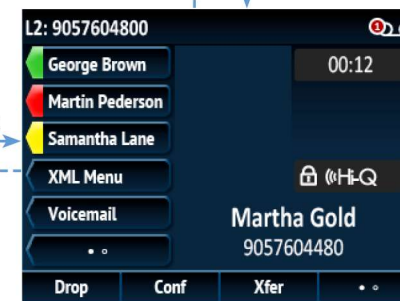 L2: 9057604800
1
George Brown
00:12
Martin Pederson
Samantha Lane
XML Menu
Hi-Q
Voicemail
Martha Gold
9057604480
Drop Conf Xfer